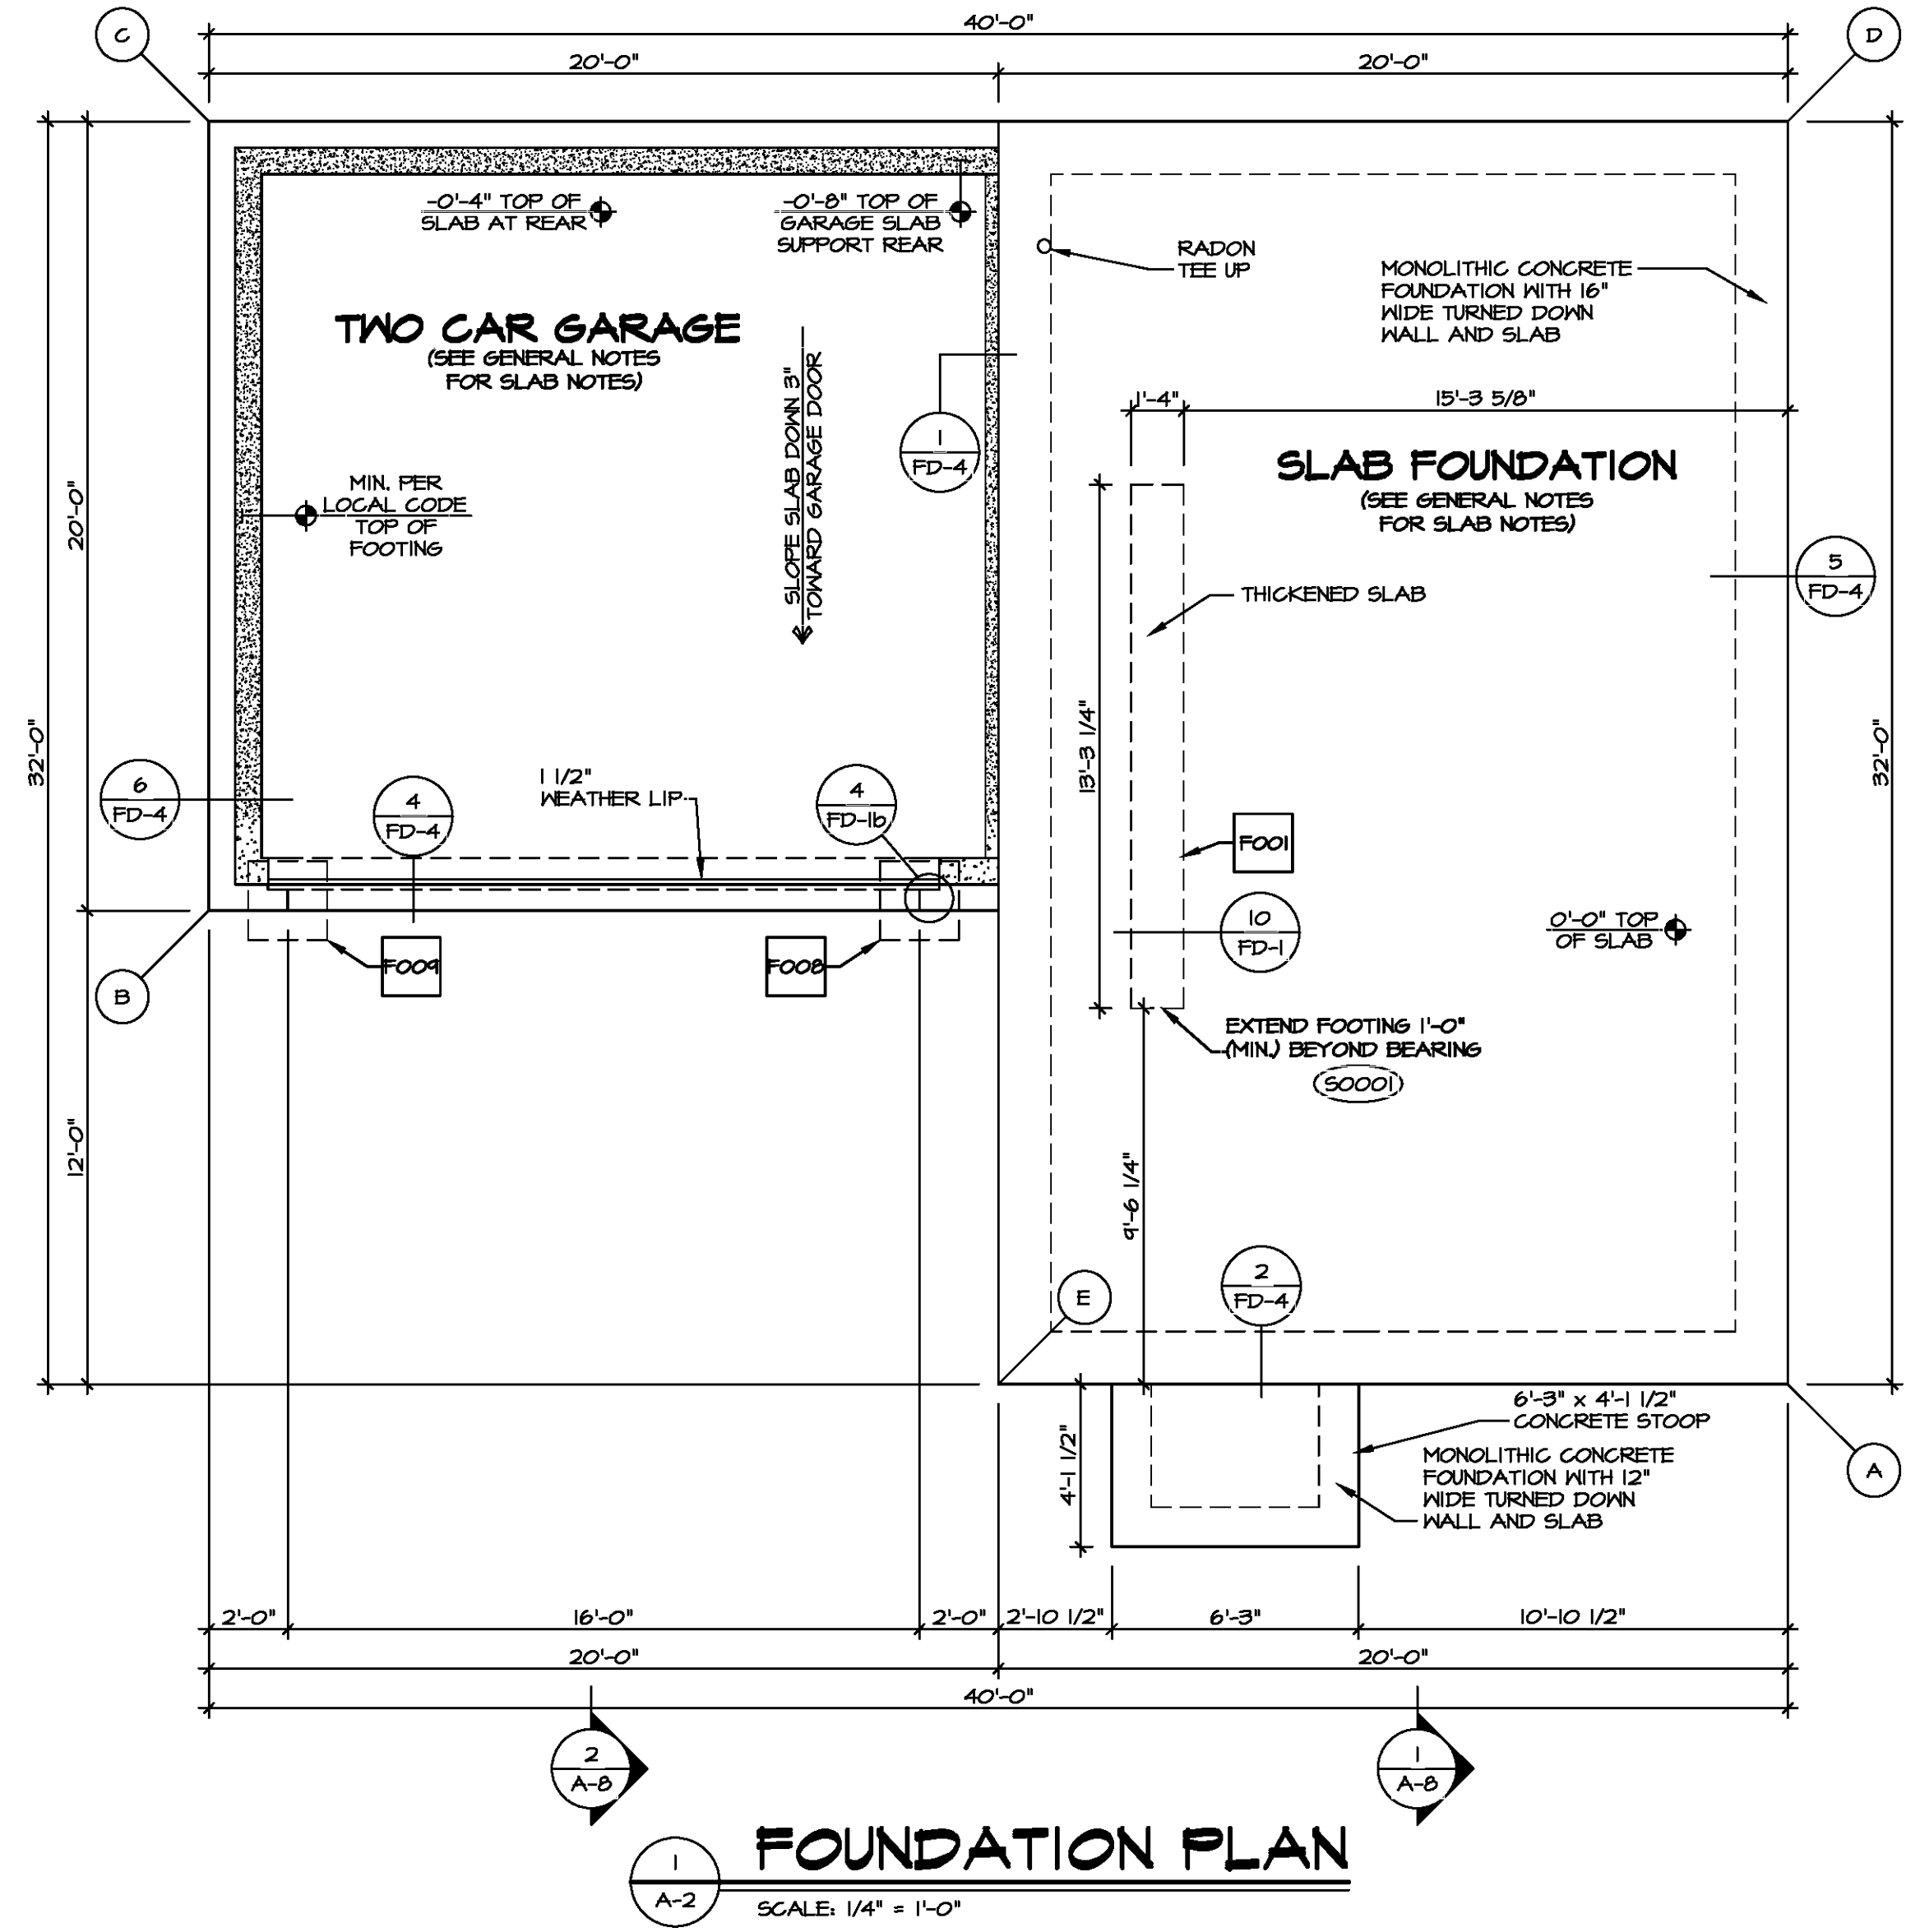 C
40'-0"
D
20'-0"
20'-0"
-0'-4" TOP OF
SLAB AT REAR
-0'-8" TOP OF
GARAGE SLAB
SUPPORT REAR
RADON
TEE UP
MONOLITHIC CONCRETE
FOUNDATION WITH 16"
WIDE TURNED DOWN
WALL AND SLAB
TWO CAR GARAGE
(SEE GENERAL NOTES
FOR SLAB NOTES)
SLOPE SLAB DOWN 3"
TOWARD GARAGE DOOR
1'-4"
15'-3 5/8"
1
FD-4
SLAB FOUNDATION
(SEE GENERAL NOTES
FOR SLAB NOTES)
MIN. PER
LOCAL CODE
TOP OF
FOOTING
20'-0"
5
FD-4
THICKENED SLAB
32'-0"
13'-3 1/4"
32'-0"
6
FD-4
4
FD-4
1 1/2"
WEATHER LIP
4
FD-1b
F001
10
FD-1
0'-0" TOP
OF SLAB
F009
F008
B
EXTEND FOOTING 1'-0"
(MIN.) BEYOND BEARING
S0001
12'-0"
9'-6 1/4"
E
2
FD-4
6'-3" x 4'-1 1/2"
CONCRETE STOOP
4'-1 1/2"
MONOLITHIC CONCRETE
FOUNDATION WITH 12"
WIDE TURNED DOWN
WALL AND SLAB
A
2'-0"
16'-0"
2'-0"
2'-10 1/2"
6'-3"
10'-10 1/2"
20'-0"
20'-0"
40'-0"
2
A-8
1
A-8
1
A-2
FOUNDATION PLAN
SCALE: 1/4" = 1'-0"